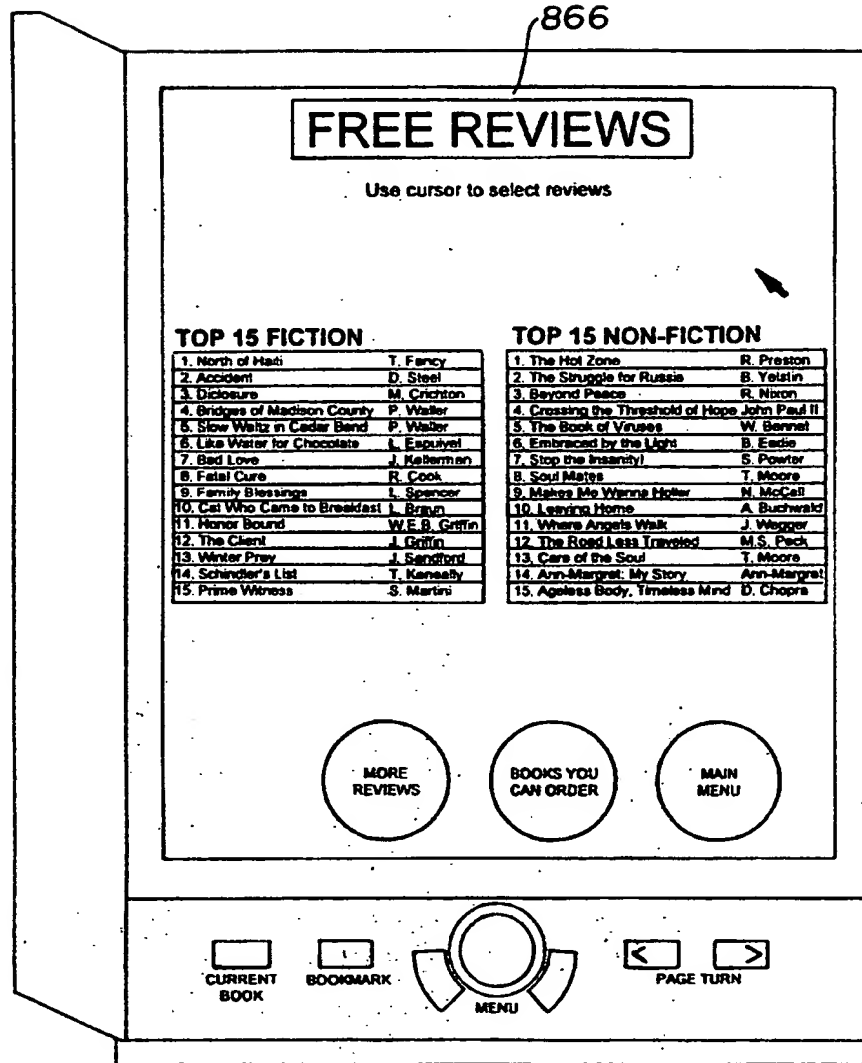 866
FREE REVIEWS
Use cursor to select reviews
TOP 15 FICTION
1. North of Haiti T. Fancy
2. Accident D. Steel
3. Diclosure M. Crichton
4. Bridges of Madison County P. Waller
5. Slow Waltz in Cedar Bend P. Waller
6. Like Water for Chocolate L. Esquivel
7. Bad Love J. Kellerman
8. Fatal Cure R. Cook
9. Family Blessings L. Spencer
10. Cat Who Came to Breakfast L. Braun
11. Honor Bound W.E.B. Griffin
12. The Client J. Griffin
13. Winter Prey J. Sandford
14. Schindler's List T. Keneally
15. Prime Witness S. Martini
TOP 15 NON-FICTION
1. The Hot Zone R. Preston
2. The Struggle for Russia B. Yelstin
3. Beyond Peace R. Nixon
4. Crossing the Threshold of Hope John Paul II
5. The Book of Viruses W. Bennet
6. Embraced by the Light B. Eadie
7. Stop the Insanity! S. Powter
8. Soul Mates T. Moore
9. Makes Me Wanna Holler N. McCall
10. Leaving Home A. Buchwald
11. Where Angels Walk J. Wegger
12. The Road Less Traveled M.S. Peck
13. Care of the Soul T. Moore
14. Ann-Margret: My Story Ann-Margret
15. Ageless Body, Timeless Mind D. Chopra
MORE
REVIEWS
BOOKS YOU
CAN ORDER
MAIN
MENU
< >
CURRENT
BOOK
BOOKMARK
MENU
PAGE TURN